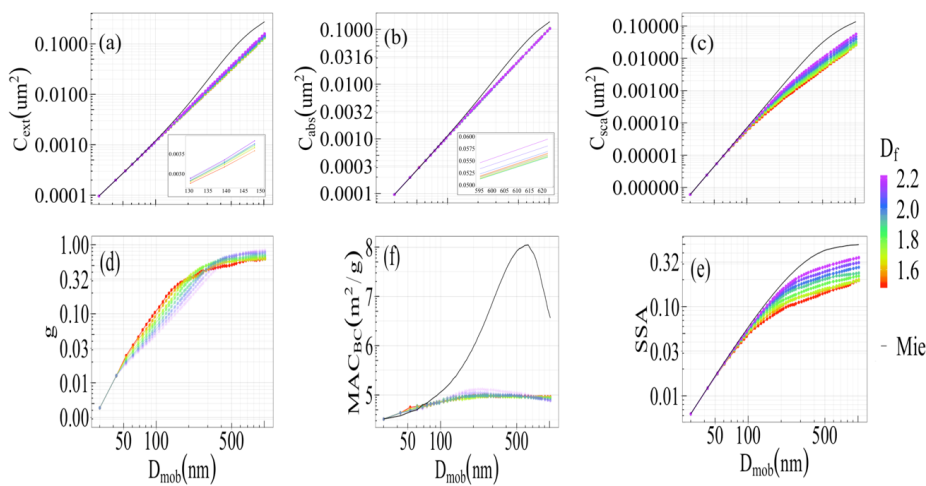 (a)
C_ext(um²)
0.1000
0.0100
0.0010
0.0001
0.0035
0.0030
130 135 140 145 150
(b)
C_abs(um²)
0.1000
0.0316
0.0100
0.0032
0.0010
0.0003
0.0001
0.0600
0.0575
0.0550
0.0525
0.0500
595 600 605 610 615 620
(c)
C_sca(um²)
0.10000
0.01000
0.00100
0.00010
0.00001
0.00000
D_f
2.2
2.0
1.8
1.6
Mie
(d)
g
1.00
0.32
0.10
0.03
0.01
0.00
50 100 500
D_mob(nm)
(f)
MAC_BC(m²/g)
8
7
6
5
50 100 500
D_mob(nm)
(e)
SSA
0.32
0.10
0.03
0.01
50 100 500
D_mob(nm)